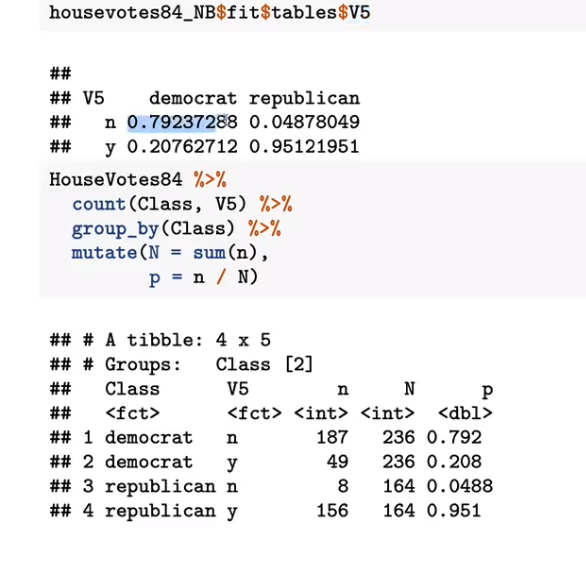 housevotes84_NB$fit$tables$V5
##
## V5 democrat republican
## n 0.79237288 0.04878049
## y 0.20762712 0.95121951
HouseVotes84 %>%
count(Class, V5) %>%
group_by(Class) %>%
mutate(N = sum(n),
p = n / N)
## # A tibble: 4 x 5
## # Groups: Class [2]
## Class V5 n N p
## <fct> <fct> <int> <int> <dbl>
## 1 democrat n 187 236 0.792
## 2 democrat y 49 236 0.208
## 3 republican n 8 164 0.0488
## 4 republican y 156 164 0.951